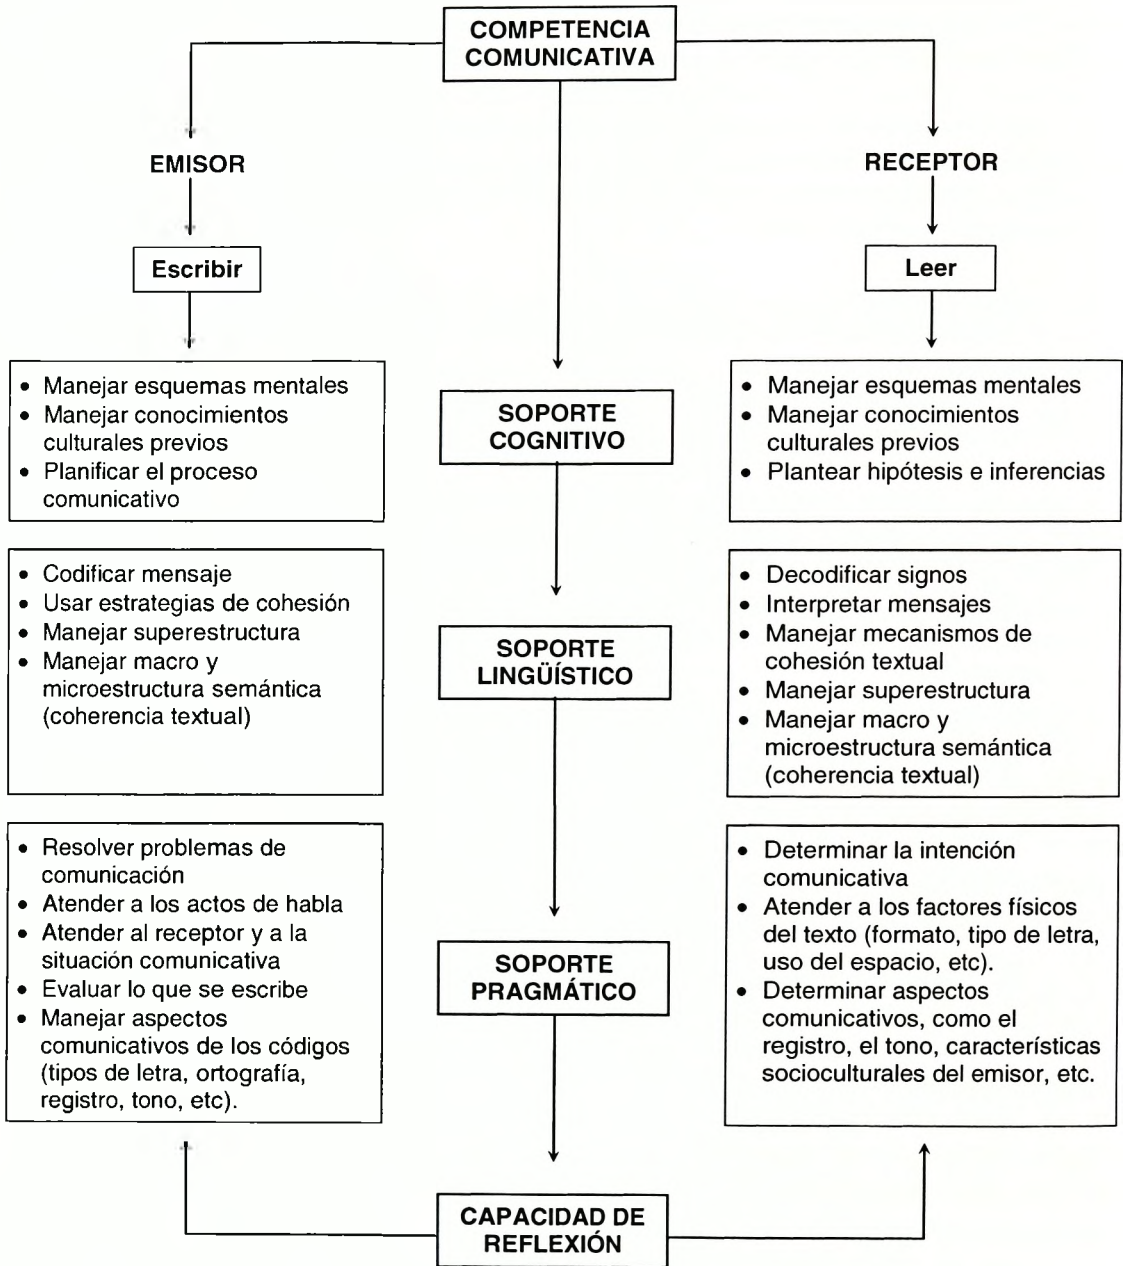 COMPETENCIA
COMUNICATIVA
EMISOR
RECEPTOR
Escribir
Leer
• Manejar esquemas mentales
• Manejar conocimientos
culturales previos
• Planificar el proceso
comunicativo
SOPORTE
COGNITIVO
• Manejar esquemas mentales
• Manejar conocimientos
culturales previos
• Plantear hipótesis e inferencias
• Codificar mensaje
• Usar estrategias de cohesión
• Manejar superestructura
• Manejar macro y
microestructura semántica
(coherencia textual)
SOPORTE
LINGÜÍSTICO
• Decodificar signos
• Interpretar mensajes
• Manejar mecanismos de
cohesión textual
• Manejar superestructura
• Manejar macro y
microestructura semántica
(coherencia textual)
• Resolver problemas de
comunicación
• Atender a los actos de habla
• Atender al receptor y a la
situación comunicativa
• Evaluar lo que se escribe
• Manejar aspectos
comunicativos de los códigos
(tipos de letra, ortografía,
registro, tono, etc).
SOPORTE
PRAGMÁTICO
• Determinar la intención
comunicativa
• Atender a los factores físicos
del texto (formato, tipo de letra,
uso del espacio, etc).
• Determinar aspectos
comunicativos, como el
registro, el tono, características
socioculturales del emisor, etc.
CAPACIDAD DE
REFLEXIÓN